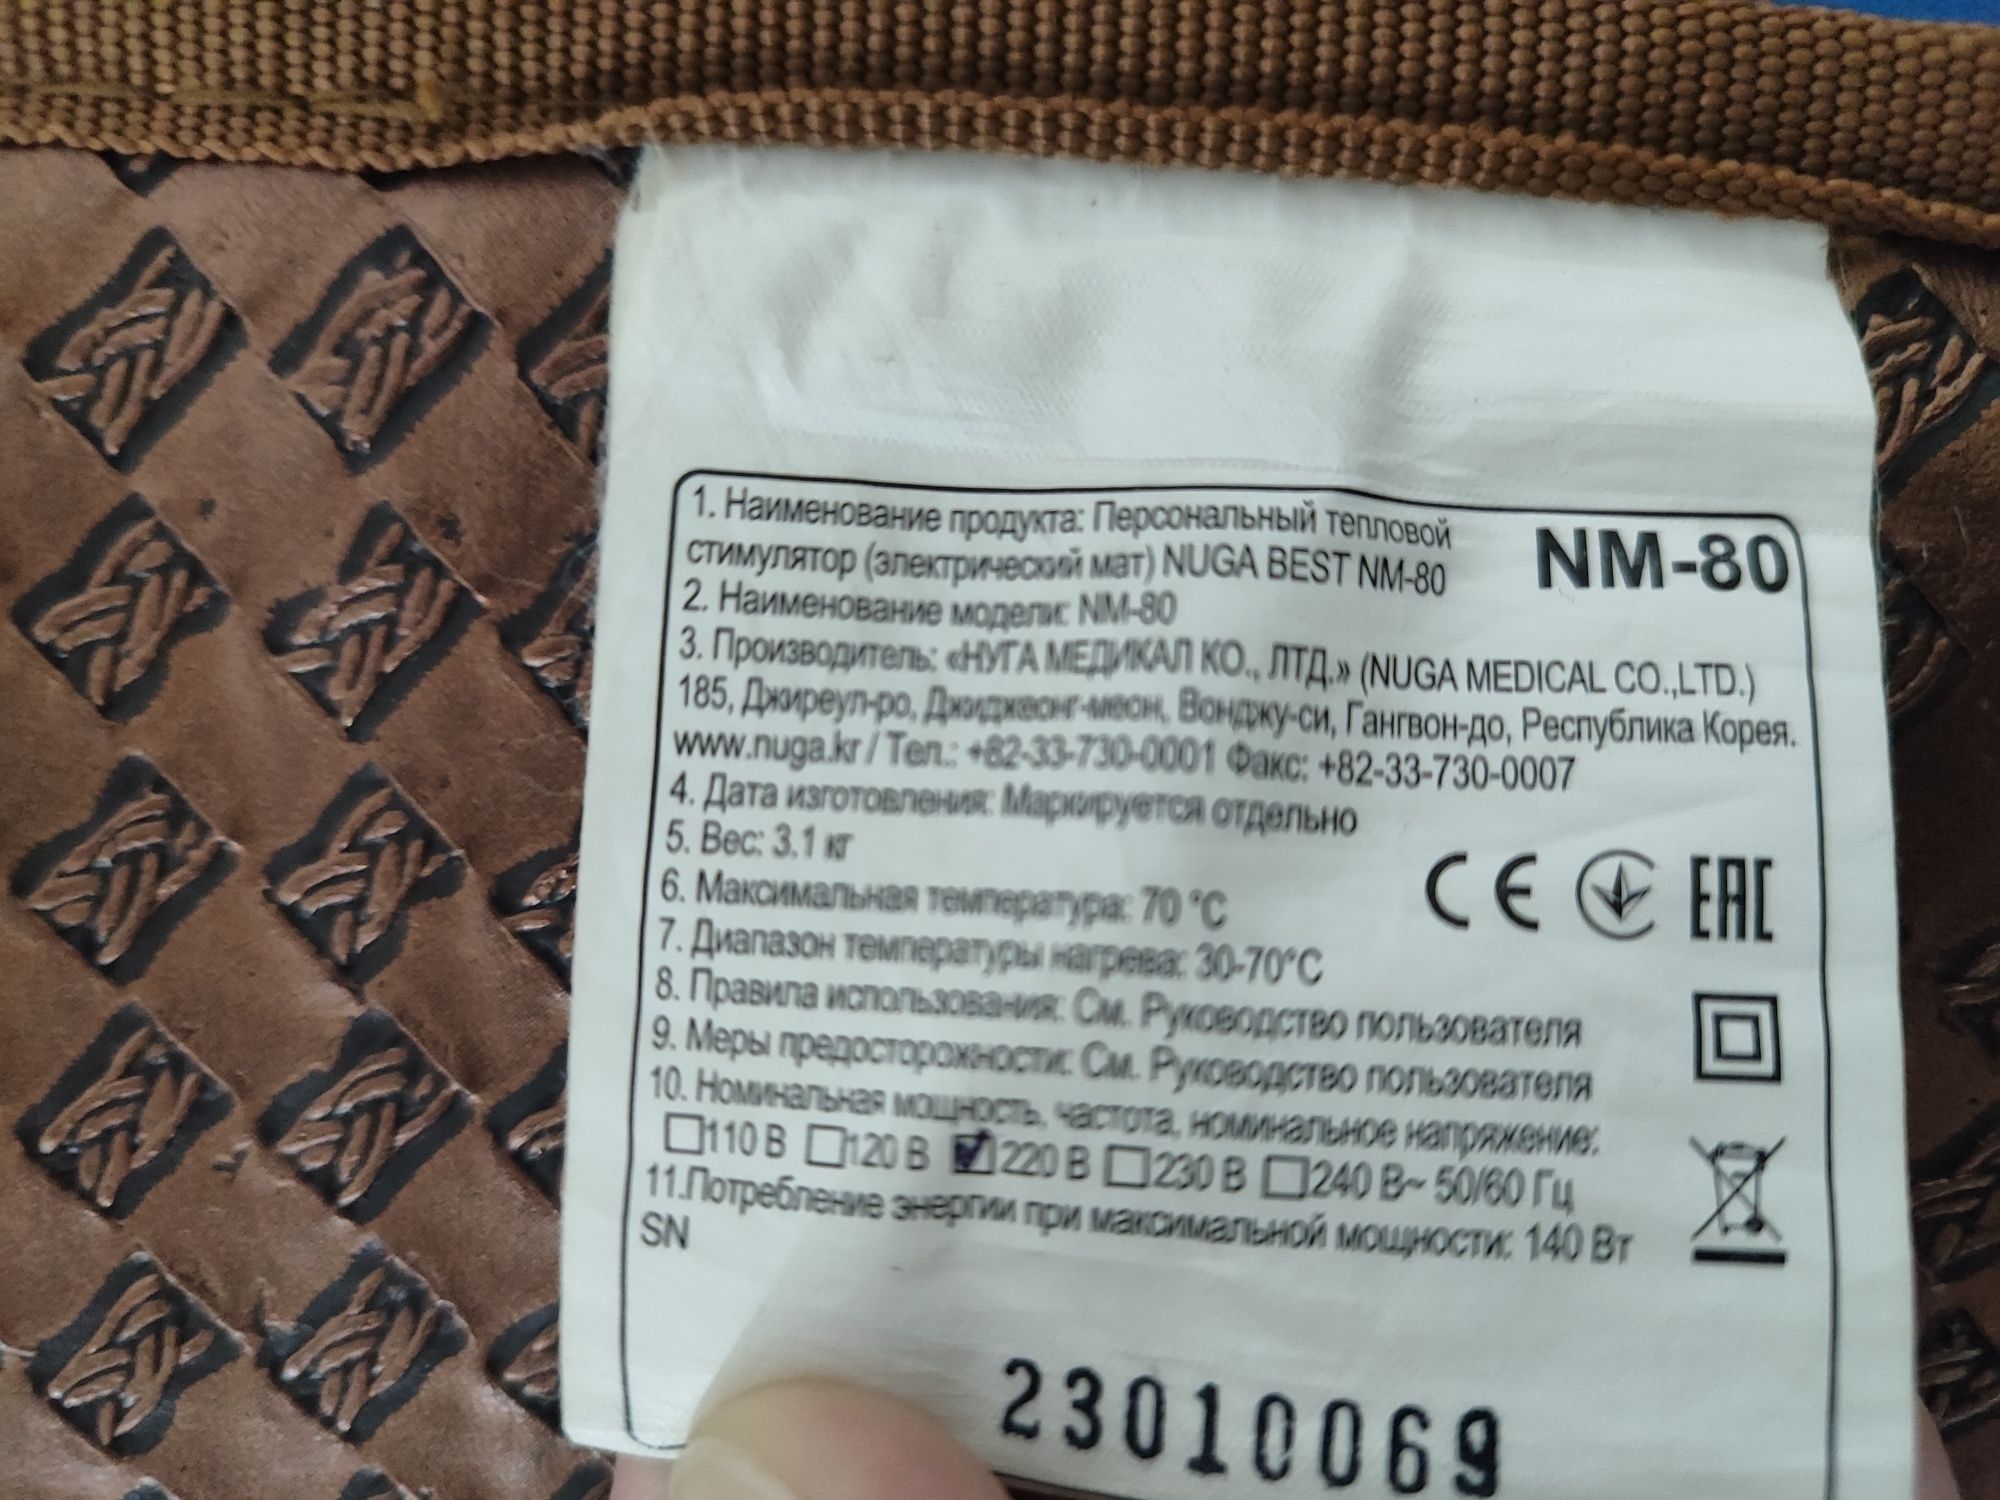 1. Наименование продукта: Персональный тепловой
стимулятор (электрический мат) NUGA BEST NM-80
NM-80
2. Наименование модели: NM-80
3. Производитель: «НУГА МЕДИКАЛ КО., ЛТД.» (NUGA MEDICAL CO.,LTD.)
185, Джиреул-ро, Джиджеонг-меон, Вонджу-си, Гангвон-до, Республика Корея.
www.nuga.kr / Тел.: +82-33-730-0001 Факс: +82-33-730-0007
4. Дата изготовления: Маркируется отдельно
5. Вес: 3.1 кг
6. Максимальная температура: 70 °C
CE EAC
7. Диапазон температуры нагрева: 30-70°C
8. Правила использования: См. Руководство пользователя
9. Меры предосторожности: См. Руководство пользователя
10. Номинальная мощность, частота, номинальное напряжение:
110 В 120 В 220 В 230 В 240 В~ 50/60 Гц
11.Потребление энергии при максимальной мощности: 140 Вт
SN
23010069